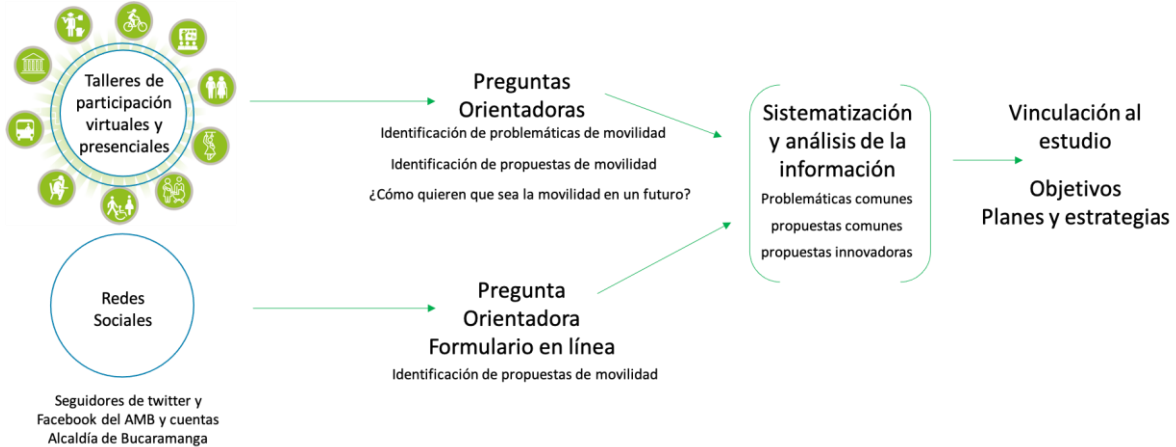 Talleres de
participación
virtuales y
presenciales
Preguntas
Orientadoras
Identificación de problemáticas de movilidad
Identificación de propuestas de movilidad
¿Cómo quieren que sea la movilidad en un futuro?
Redes
Sociales
Seguidores de twitter y
Facebook del AMB y cuentas
Alcaldía de Bucaramanga
Pregunta
Orientadora
Formulario en línea
Identificación de propuestas de movilidad
Sistematización
y análisis de la
información
Problemáticas comunes
propuestas comunes
propuestas innovadoras
Vinculación al
estudio
Objetivos
Planes y estrategias